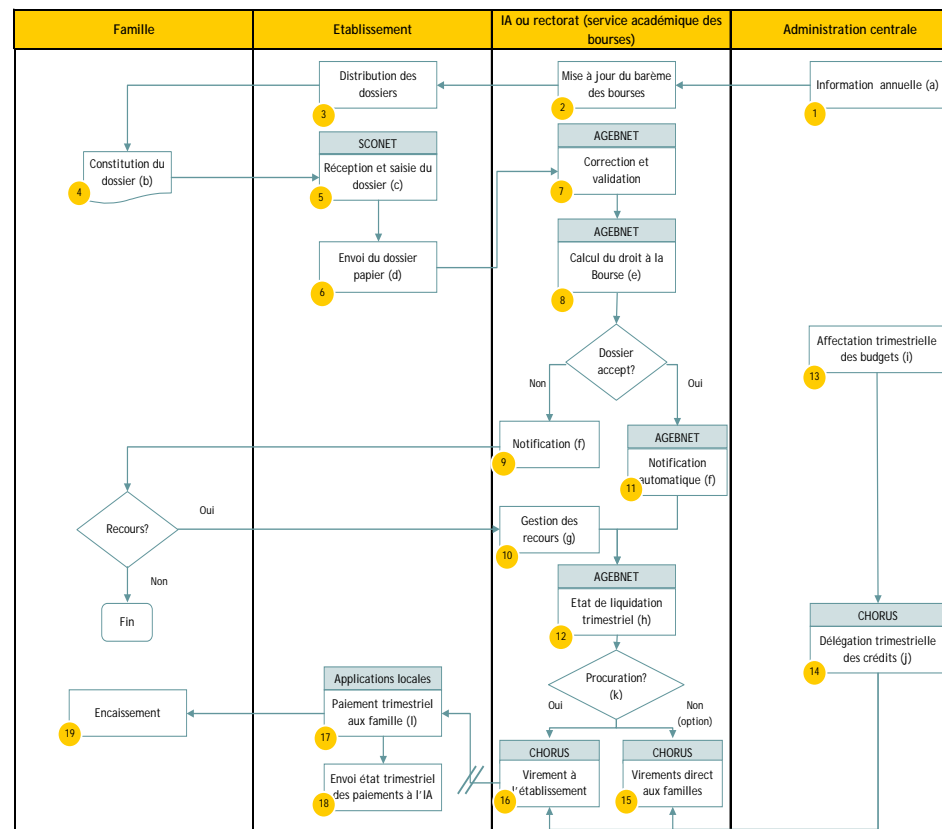 Famille
Etablissement
IA ou rectorat (service académique des
bourses)
Administration centrale
Distribution des
dossiers
3
Mise à jour du barème
des bourses
2
Information annuelle (a)
1
Constitution du
dossier (b)
4
SCONET
Réception et saisie du
dossier (c)
5
AGEBNET
Correction et
validation
7
Envoi du dossier
papier (d)
6
AGEBNET
Calcul du droit à la
Bourse (e)
8
Dossier
accept?
Non
Oui
Affectation trimestrielle
des budgets (i)
13
Notification (f)
9
AGEBNET
Notification
automatique (f)
11
Recours?
Oui
Non
Fin
Gestion des
recours (g)
10
AGEBNET
Etat de liquidation
trimestriel (h)
12
CHORUS
Délégation trimestrielle
des crédits (j)
14
Procuration?
(k)
Oui
Non
(option)
Encaissement
19
Applications locales
Paiement trimestriel
aux famille (l)
17
Envoi état trimestriel
des paiements à l'IA
18
CHORUS
Virement à
l'établissement
16
CHORUS
Virements direct
aux familles
15